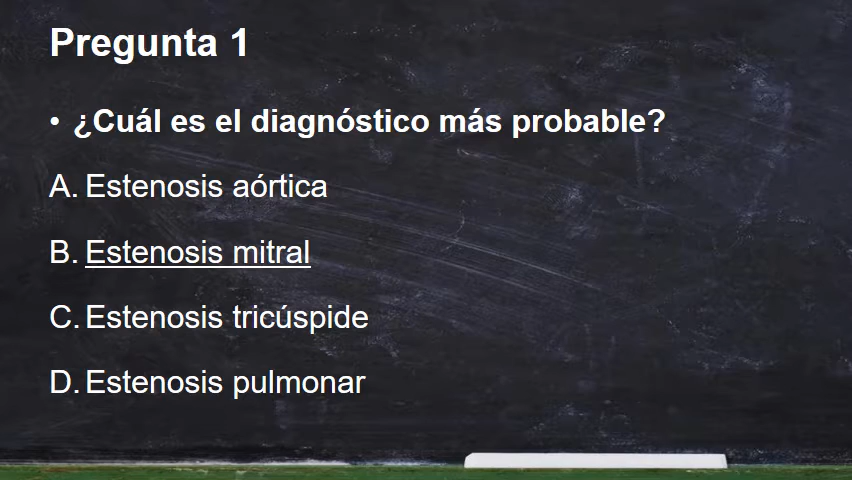 Pregunta 1
• ¿Cuál es el diagnóstico más probable?
A. Estenosis aórtica
B. Estenosis mitral
C. Estenosis tricúspide
D. Estenosis pulmonar